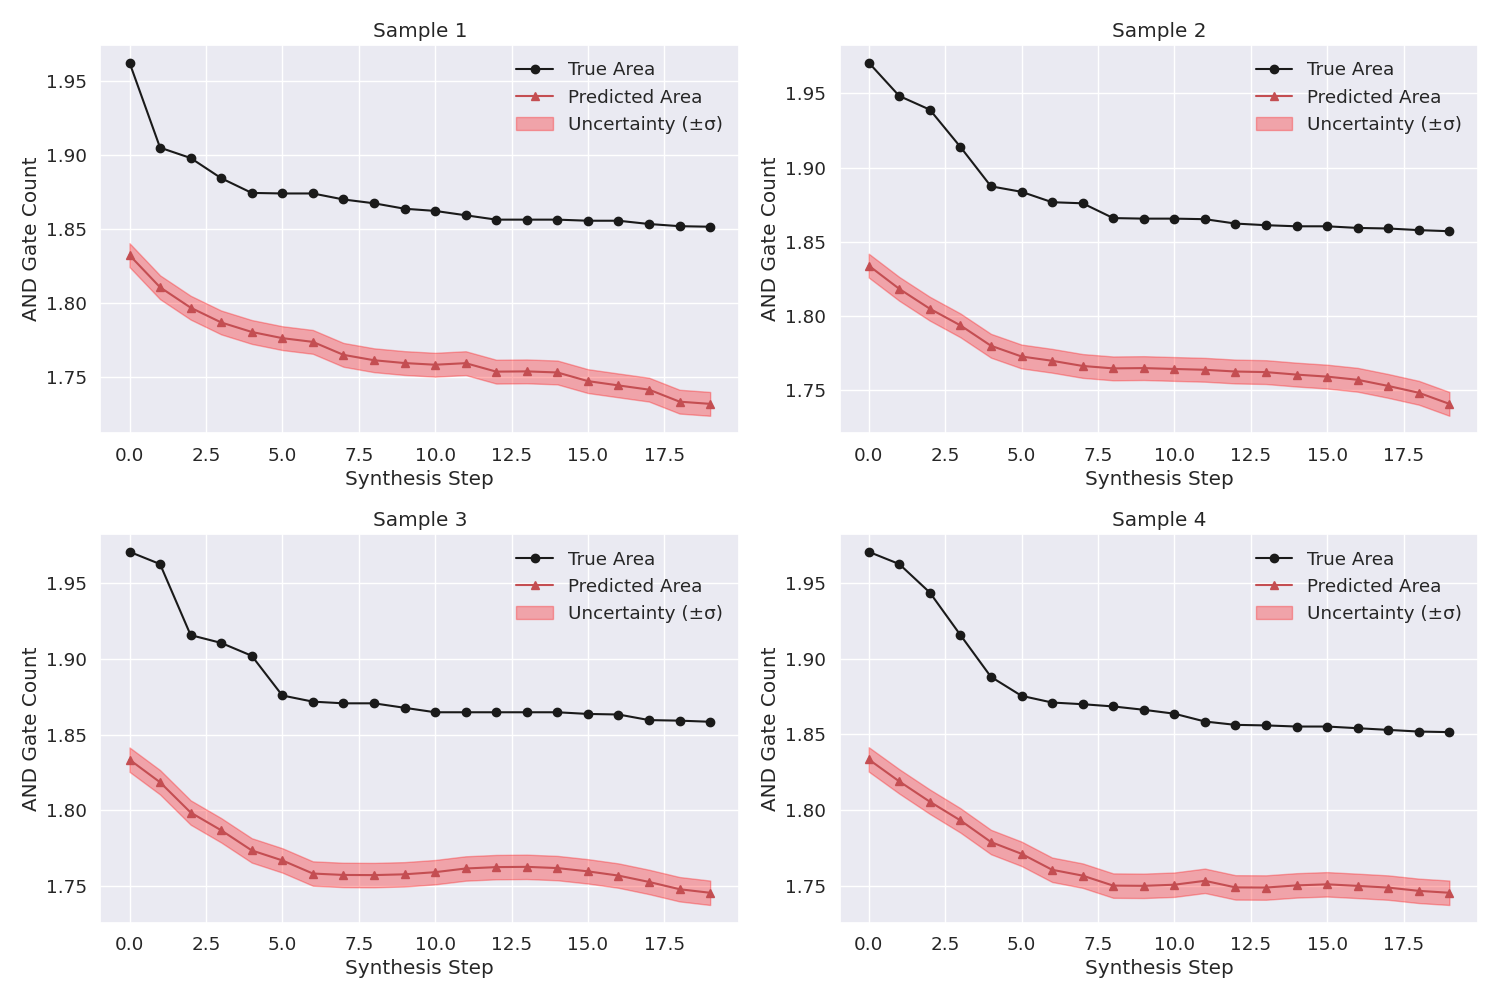 Sample 1
AND Gate Count
1.95
1.90
1.85
1.80
1.75
True Area
Predicted Area
Uncertainty (±σ)
0.0 2.5 5.0 7.5 10.0 12.5 15.0 17.5
Synthesis Step
Sample 2
AND Gate Count
1.95
1.90
1.85
1.80
1.75
True Area
Predicted Area
Uncertainty (±σ)
0.0 2.5 5.0 7.5 10.0 12.5 15.0 17.5
Synthesis Step
Sample 3
AND Gate Count
1.95
1.90
1.85
1.80
1.75
True Area
Predicted Area
Uncertainty (±σ)
0.0 2.5 5.0 7.5 10.0 12.5 15.0 17.5
Synthesis Step
Sample 4
AND Gate Count
1.95
1.90
1.85
1.80
1.75
True Area
Predicted Area
Uncertainty (±σ)
0.0 2.5 5.0 7.5 10.0 12.5 15.0 17.5
Synthesis Step